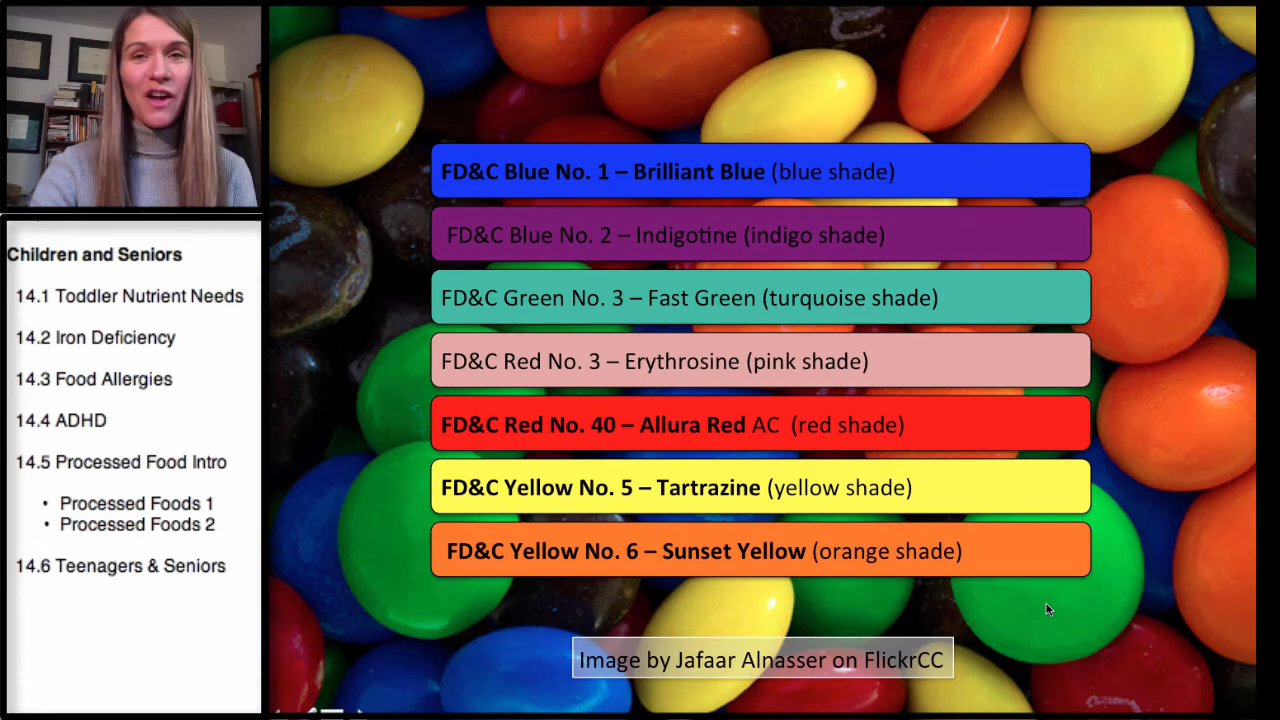 Children and Seniors
14.1 Toddler Nutrient Needs
14.2 Iron Deficiency
14.3 Food Allergies
14.4 ADHD
14.5 Processed Food Intro
• Processed Foods 1
• Processed Foods 2
14.6 Teenagers & Seniors
FD&C Blue No. 1 – Brilliant Blue (blue shade)
FD&C Blue No. 2 – Indigotine (indigo shade)
FD&C Green No. 3 – Fast Green (turquoise shade)
FD&C Red No. 3 – Erythrosine (pink shade)
FD&C Red No. 40 – Allura Red AC (red shade)
FD&C Yellow No. 5 – Tartrazine (yellow shade)
FD&C Yellow No. 6 – Sunset Yellow (orange shade)
Image by Jafaar Alnasser on FlickrCC